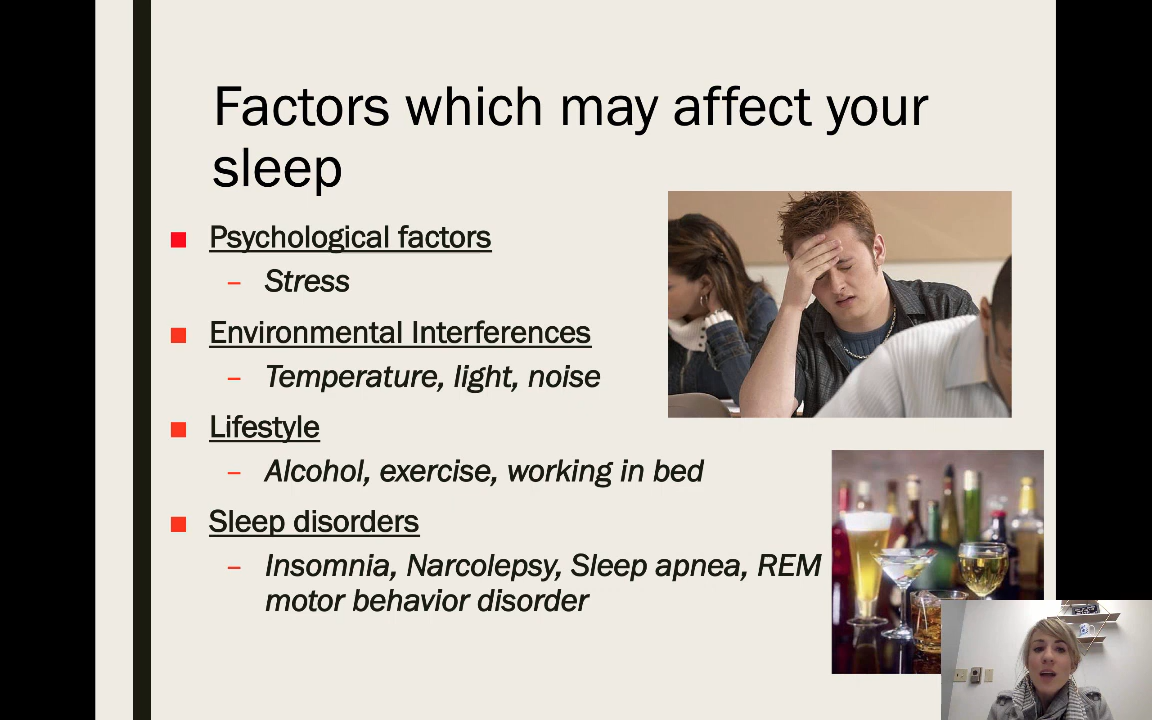 Factors which may affect your
sleep
Psychological factors
– Stress
Environmental Interferences
– Temperature, light, noise
Lifestyle
– Alcohol, exercise, working in bed
Sleep disorders
– Insomnia, Narcolepsy, Sleep apnea, REM
motor behavior disorder